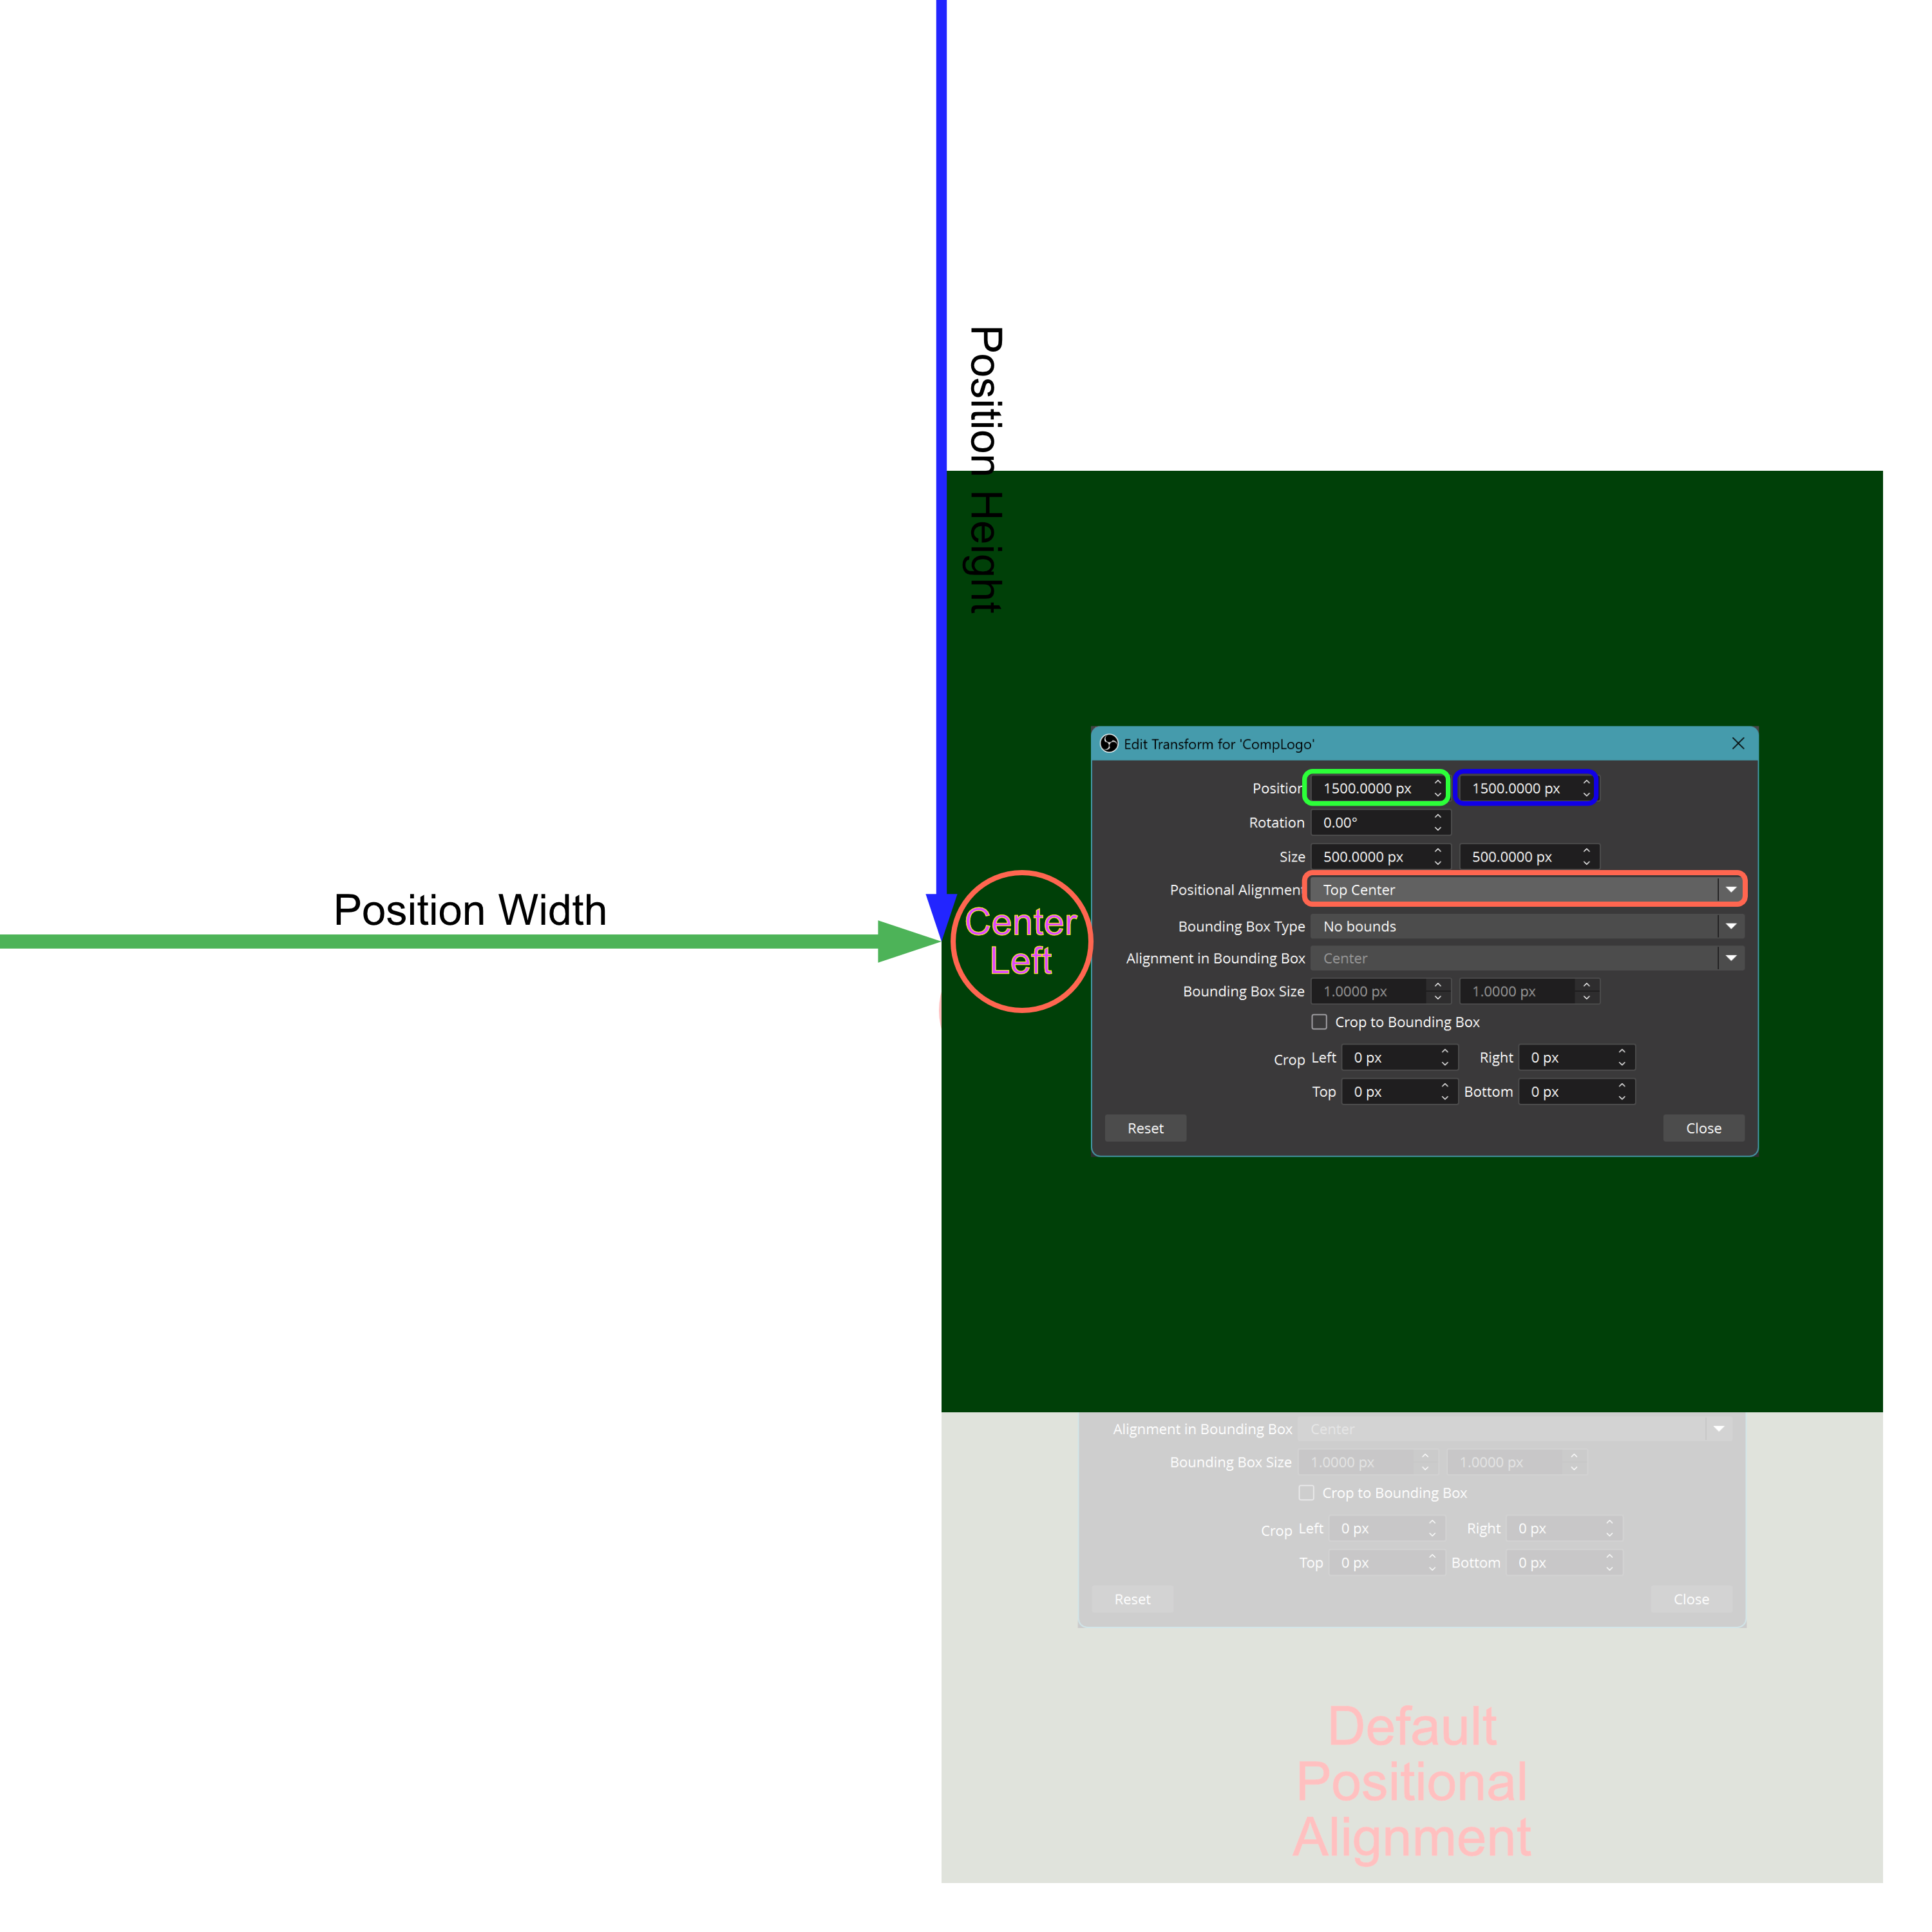 Position Height
Edit Transform for 'CompLogo'
Position 1500.0000 px 1500.0000 px
Rotation 0.00°
Size 500.0000 px 500.0000 px
Positional Alignment Top Center
Position Width
Center
Left
Bounding Box Type No bounds
Alignment in Bounding Box Center
Bounding Box Size 1.0000 px 1.0000 px
Crop to Bounding Box
Crop Left 0 px Right 0 px
Top 0 px Bottom 0 px
Reset Close
Alignment in Bounding Box Center
Bounding Box Size 1.0000 px 1.0000 px
Crop to Bounding Box
Crop Left 0 px Right 0 px
Top 0 px Bottom 0 px
Reset Close
Default
Positional
Alignment